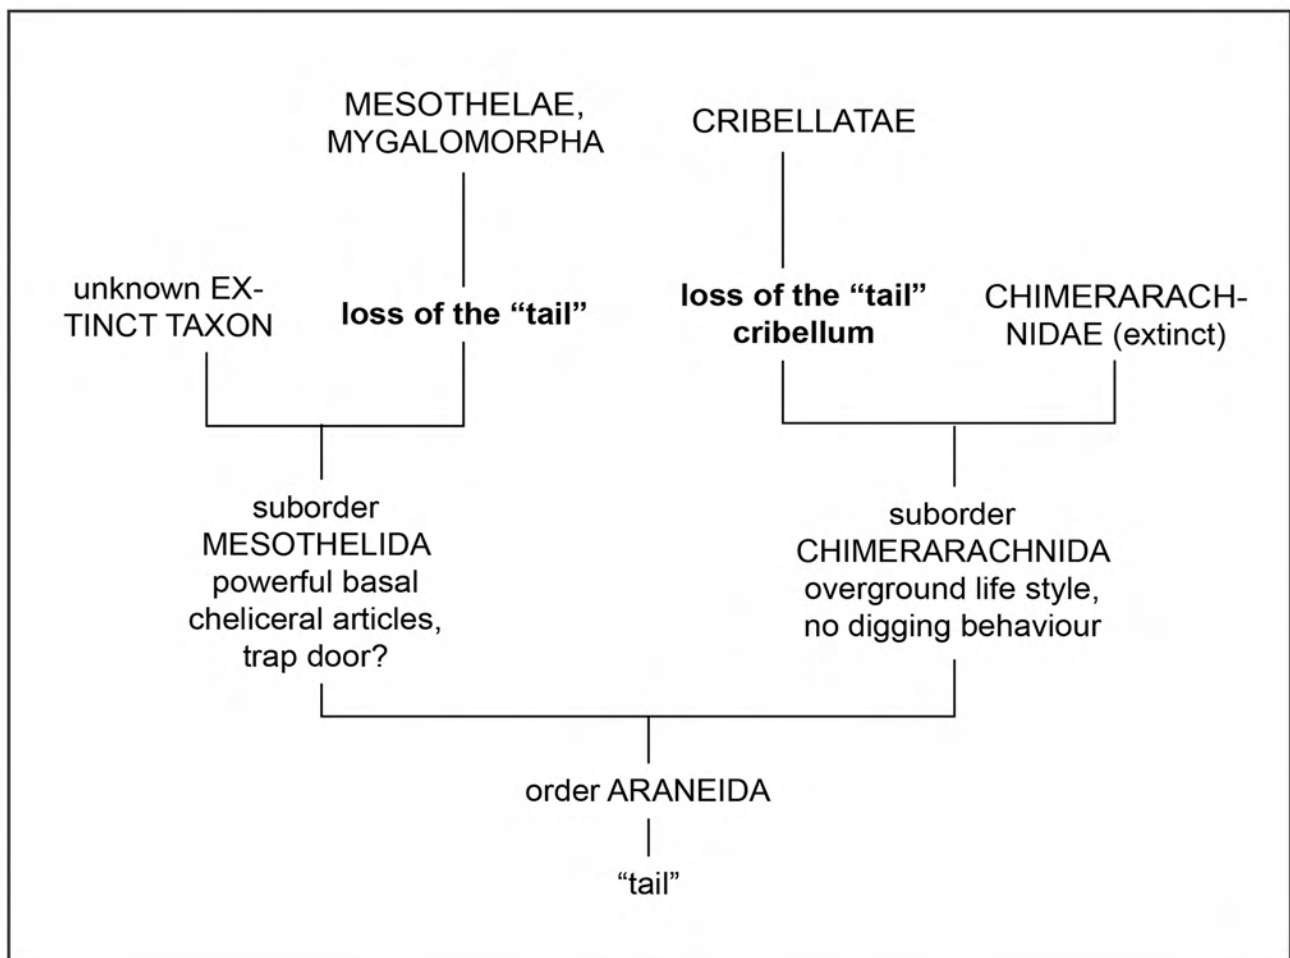 MESOTHELAE,
MYGALOMORPHA
CRIBELLATAE
unknown EX-
TINCT TAXON
loss of the “tail”
loss of the “tail”
cribellum
CHIMERARACH-
NIDAE (extinct)
suborder
MESOTHELIDA
powerful basal
cheliceral articles,
trap door?
suborder
CHIMERARACHNIDA
overground life style,
no digging behaviour
order ARANEIDA
“tail”